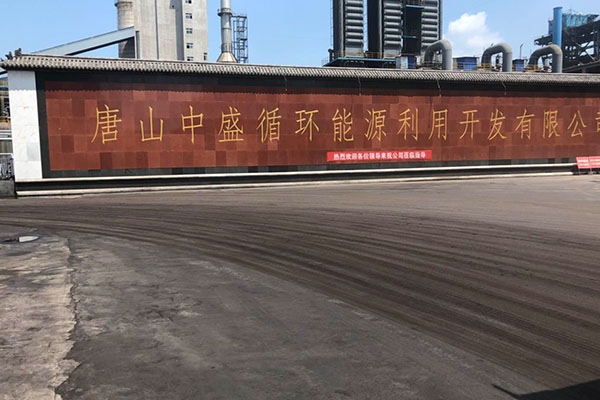 唐山中盛循环能源利用开发有限公司
热烈欢迎各位领导来我公司莅临指导